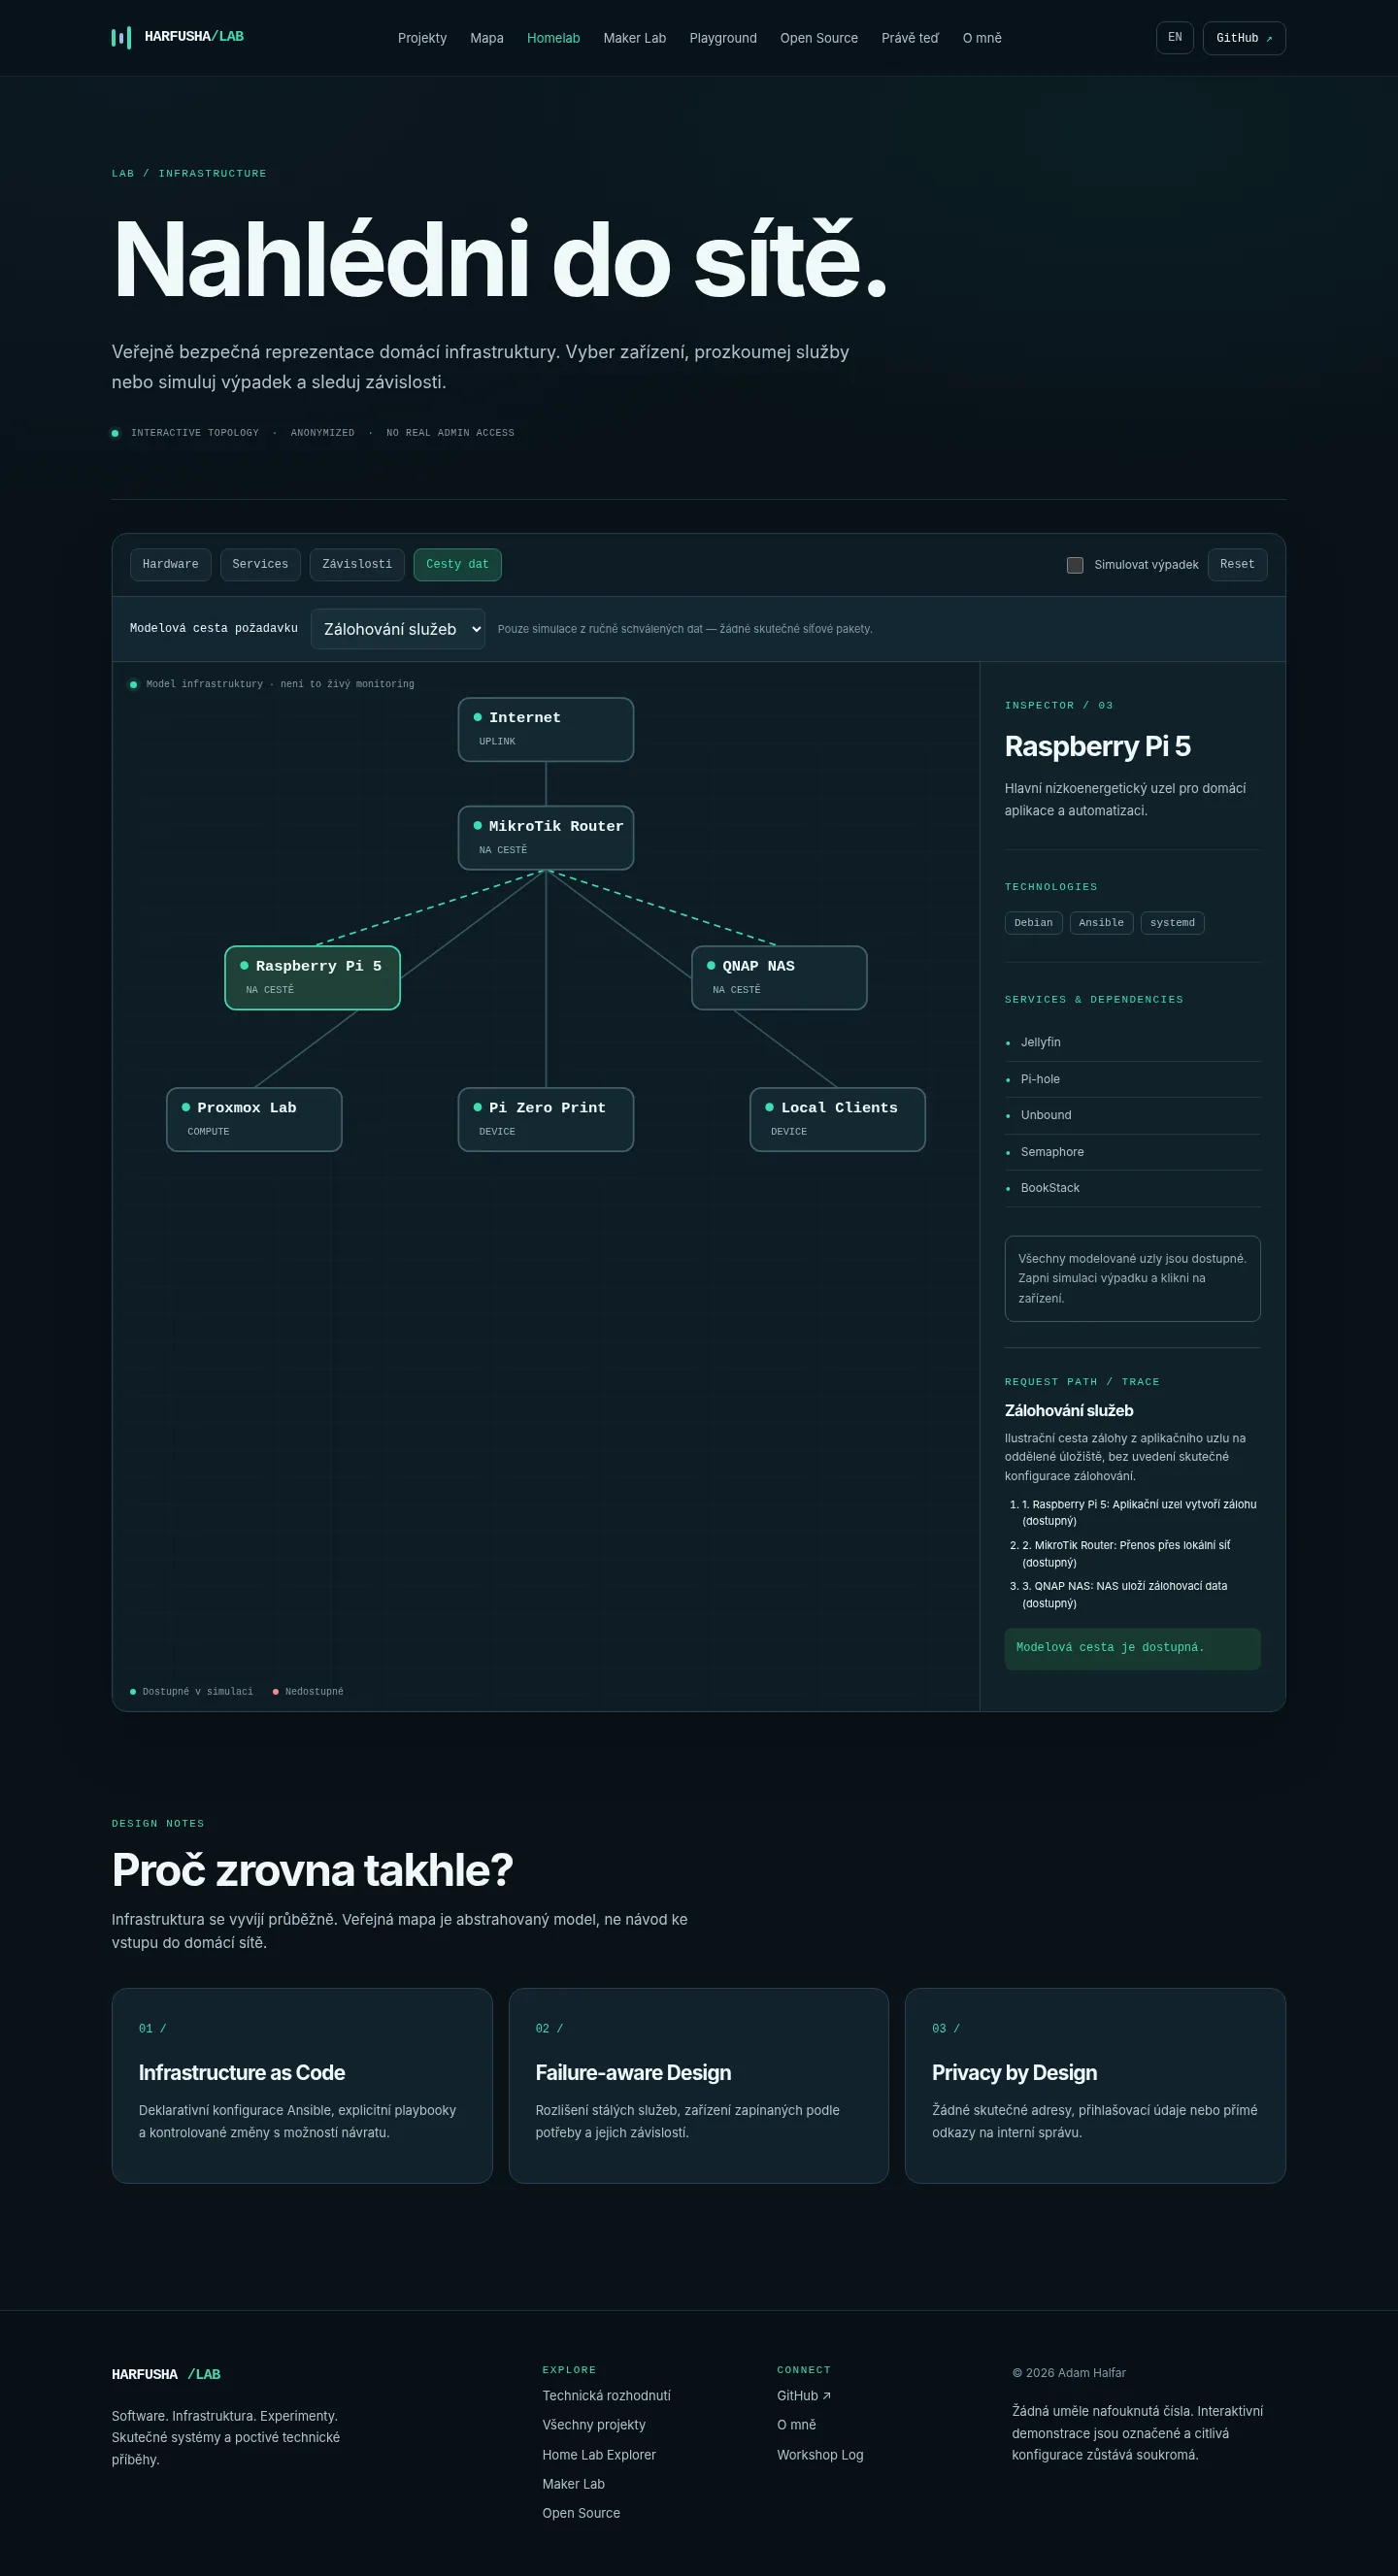 HARFUSHA/LAB
Projekty Mapa Homelab Maker Lab Playground Open Source Právě teď O mně
EN GitHub ↗
LAB / INFRASTRUCTURE
Nahlédni do sítě.
Veřejně bezpečná reprezentace domácí infrastruktury. Vyber zařízení, prozkoumej služby
nebo simuluj výpadek a sleduj závislosti.
INTERACTIVE TOPOLOGY · ANONYMIZED · NO REAL ADMIN ACCESS
Hardware Services Závislosti Cesty dat
Simulovat výpadek Reset
Modelová cesta požadavku Zálohování služeb Pouze simulace z ručně schválených dat — žádné skutečné síťové pakety.
Model infrastruktury · není to živý monitoring
Internet
UPLINK
MikroTik Router
NA CESTĚ
Raspberry Pi 5
NA CESTĚ
QNAP NAS
NA CESTĚ
Proxmox Lab
COMPUTE
Pi Zero Print
DEVICE
Local Clients
DEVICE
Dostupné v simulaci Nedostupné
INSPECTOR / 03
Raspberry Pi 5
Hlavní nízkoenergetický uzel pro domácí
aplikace a automatizaci.
TECHNOLOGIES
Debian Ansible systemd
SERVICES & DEPENDENCIES
Jellyfin
Pi-hole
Unbound
Semaphore
BookStack
Všechny modelované uzly jsou dostupné.
Zapni simulaci výpadku a klikni na
zařízení.
REQUEST PATH / TRACE
Zálohování služeb
Ilustrační cesta zálohy z aplikačního uzlu na
oddělené úložiště, bez uvedení skutečné
konfigurace zálohování.
1. 1. Raspberry Pi 5: Aplikační uzel vytvoří zálohu
(dostupný)
2. 2. MikroTik Router: Přenos přes lokální síť
(dostupný)
3. 3. QNAP NAS: NAS uloží zálohovací data
(dostupný)
Modelová cesta je dostupná.
DESIGN NOTES
Proč zrovna takhle?
Infrastruktura se vyvíjí průběžně. Veřejná mapa je abstrahovaný model, ne návod ke
vstupu do domácí sítě.
01 /
Infrastructure as Code
Deklarativní konfigurace Ansible, explicitní playbooky
a kontrolované změny s možností návratu.
02 /
Failure-aware Design
Rozlišení stálých služeb, zařízení zapínaných podle
potřeby a jejich závislostí.
03 /
Privacy by Design
Žádné skutečné adresy, přihlašovací údaje nebo přímé
odkazy na interní správu.
HARFUSHA /LAB
Software. Infrastruktura. Experimenty.
Skutečné systémy a poctivé technické
příběhy.
EXPLORE
Technická rozhodnutí
Všechny projekty
Home Lab Explorer
Maker Lab
Open Source
CONNECT
GitHub ↗
O mně
Workshop Log
© 2026 Adam Halfar
Žádná uměle nafouknutá čísla. Interaktivní
demonstrace jsou označené a citlivá
konfigurace zůstává soukromá.